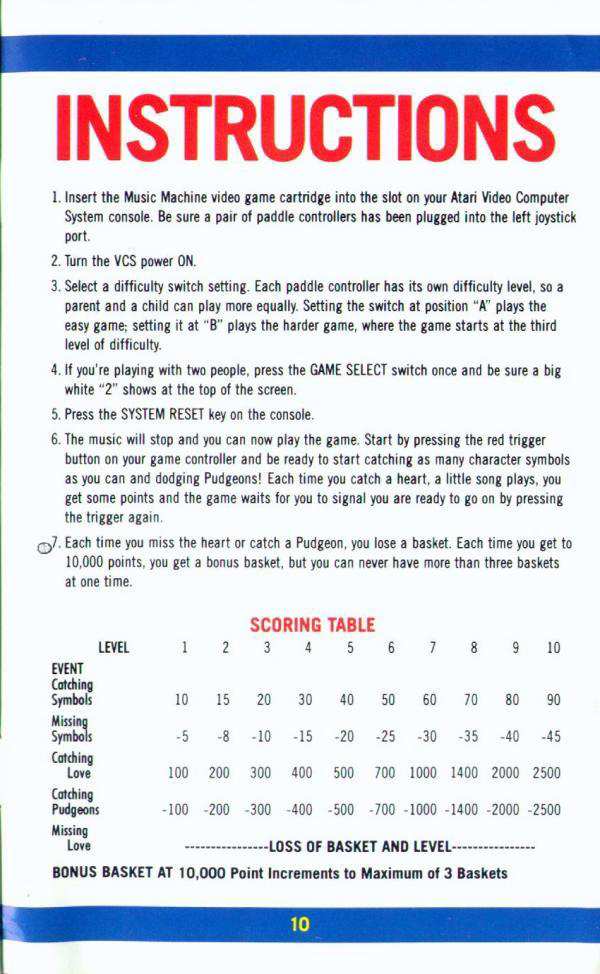 INSTRUCTIONS
1. Insert the Music Machine video game cartridge into the slot on your Atari Video Computer
System console. Be sure a pair of paddle controllers has been plugged into the left joystick
port.
2. Turn the VCS power ON.
3. Select a difficulty switch setting. Each paddle controller has its own difficulty level, so a
parent and a child can play more equally. Setting the switch at position “A” plays the
easy game; setting it at “B” plays the harder game, where the game starts at the third
level of difficulty.
4. If you're playing with two people, press the GAME SELECT switch once and be sure a big
white “2” shows at the top of the screen.
5. Press the SYSTEM RESET key on the console.
6. The music will stop and you can now play the game. Start by pressing the red trigger
button on your game controller and be ready to start catching as many character symbols
as you can and dodging Pudgeons! Each time you catch a heart, a little song plays, you
get some points and the game waits for you to signal you are ready to go on by pressing
the trigger again.
7. Each time you miss the heart or catch a Pudgeon, you lose a basket. Each time you get to
10,000 points, you get a bonus basket, but you can never have more than three baskets
at one time.
SCORING TABLE
LEVEL 1 2 3 4 5 6 7 8 9 10
EVENT
Catching
Symbols 10 15 20 30 40 50 60 70 80 90
Missing
Symbols -5 -8 -10 -15 -20 -25 -30 -35 -40 -45
Catching
Love 100 200 300 400 500 700 1000 1400 2000 2500
Catching
Pudgeons -100 -200 -300 -400 -500 -700 -1000 -1400 -2000 -2500
Missing
Love ----------------LOSS OF BASKET AND LEVEL----------------
BONUS BASKET AT 10,000 Point Increments to Maximum of 3 Baskets
10